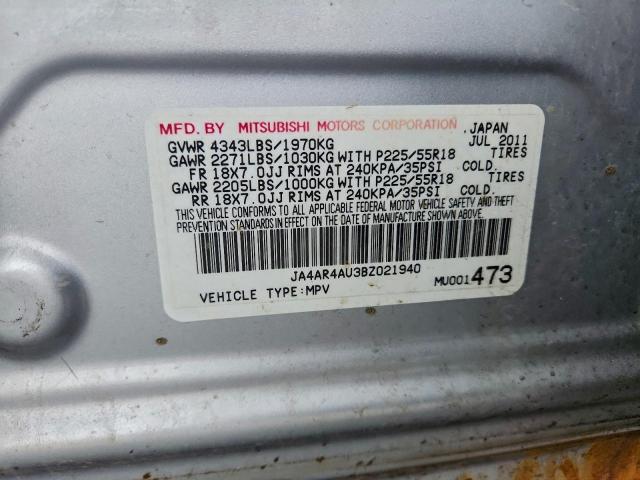 MFD. BY MITSUBISHI MOTORS CORPORATION, JAPAN
GVWR 4343LBS/1970KG JUL 2011
GAWR 2271LBS/1030KG WITH P225/55R18 TIRES
FR 18X7.0JJ RIMS AT 240KPA/35PSI COLD.
GAWR 2205LBS/1000KG WITH P225/55R18 TIRES
RR 18X7.0JJ RIMS AT 240KPA/35PSI COLD.
THIS VEHICLE CONFORMS TO ALL APPLICABLE FEDERAL MOTOR VEHICLE SAFETY AND THEFT
PREVENTION STANDARDS IN EFFECT ON THE DATE OF MANUFACTURE SHOWN ABOVE.
JA4AR4AU3BZ021940
VEHICLE TYPE:MPV MU001473